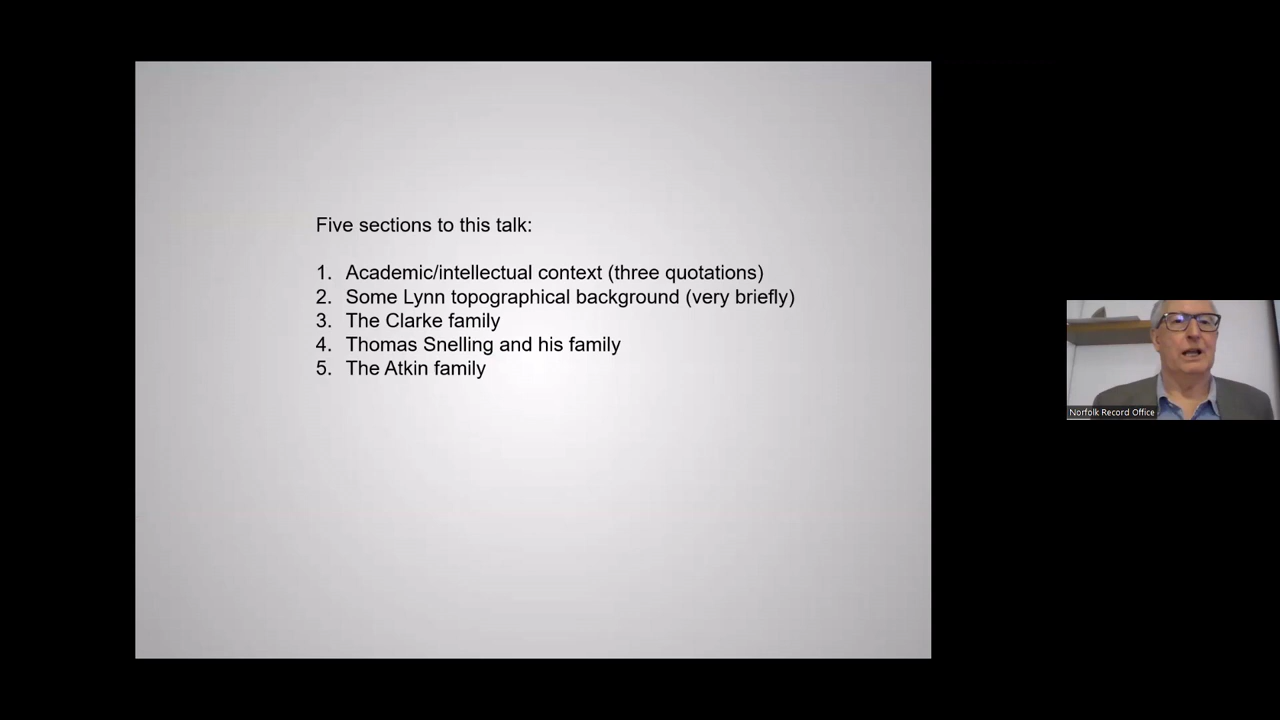 Five sections to this talk:
1. Academic/intellectual context (three quotations)
2. Some Lynn topographical background (very briefly)
3. The Clarke family
4. Thomas Snelling and his family
5. The Atkin family
Norfolk Record Office